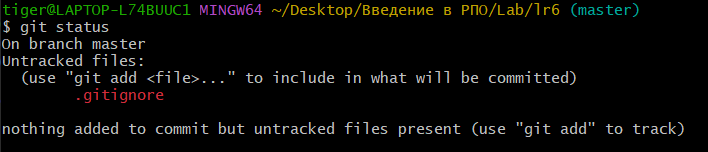 tiger@LAPTOP-L74BUUC1 MINGW64 ~/Desktop/Введение в РПО/Lab/lr6 (master)
$ git status
On branch master
Untracked files:
  (use "git add <file>..." to include in what will be committed)
        .gitignore

nothing added to commit but untracked files present (use "git add" to track)